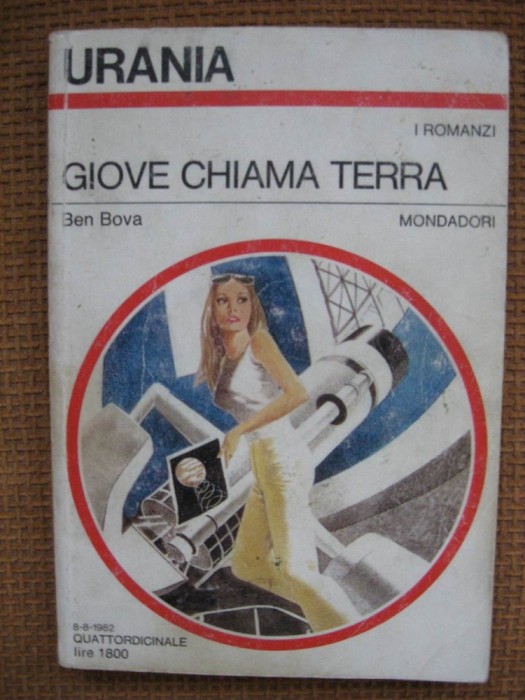 URANIA
I ROMANZI
GIOVE CHIAMA TERRA
Ben Bova
MONDADORI
8-8-1982
QUATTORDICINALE
lire 1800